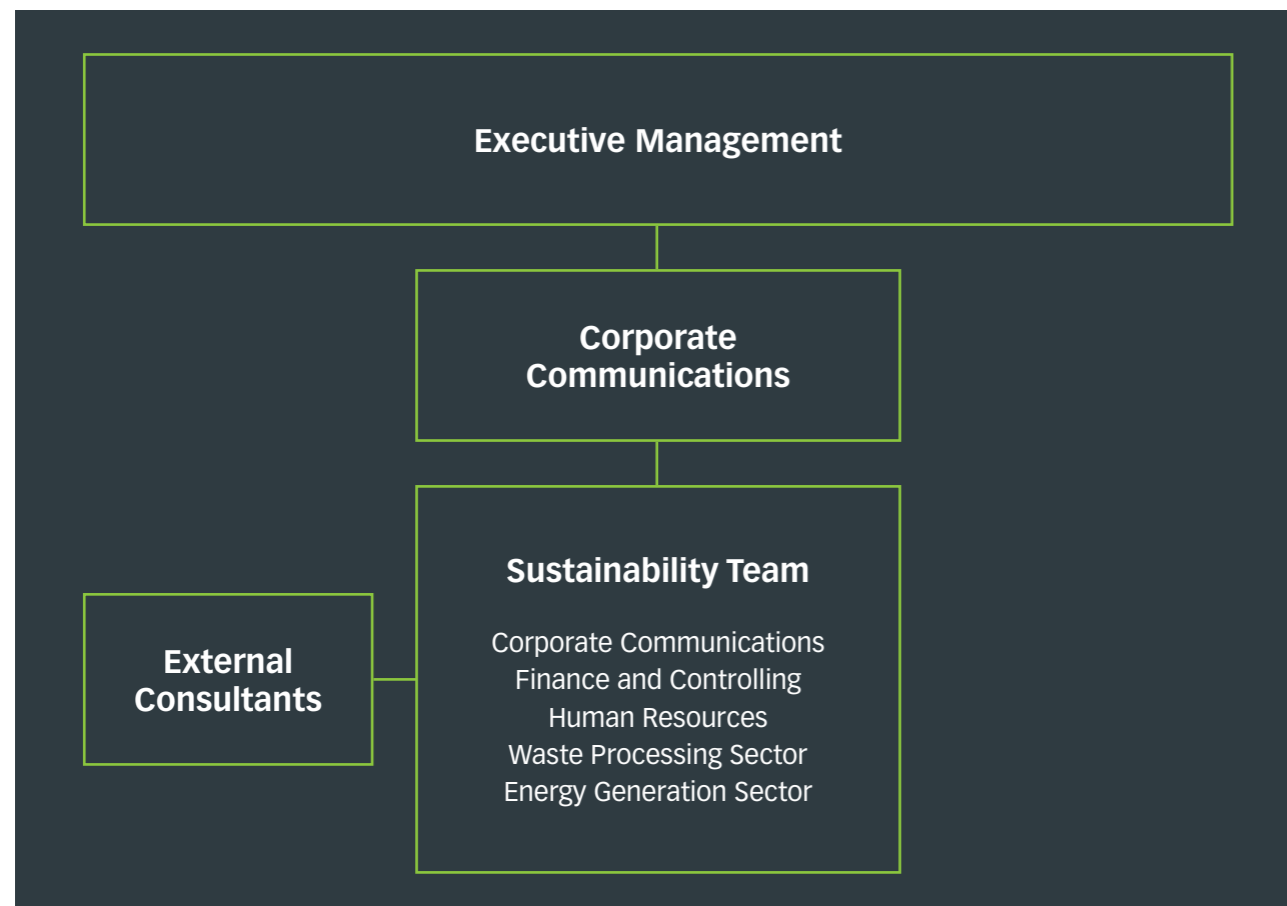 Executive Management
Corporate
Communications
Sustainability Team
Corporate Communications
Finance and Controlling
Human Resources
Waste Processing Sector
Energy Generation Sector
External
Consultants